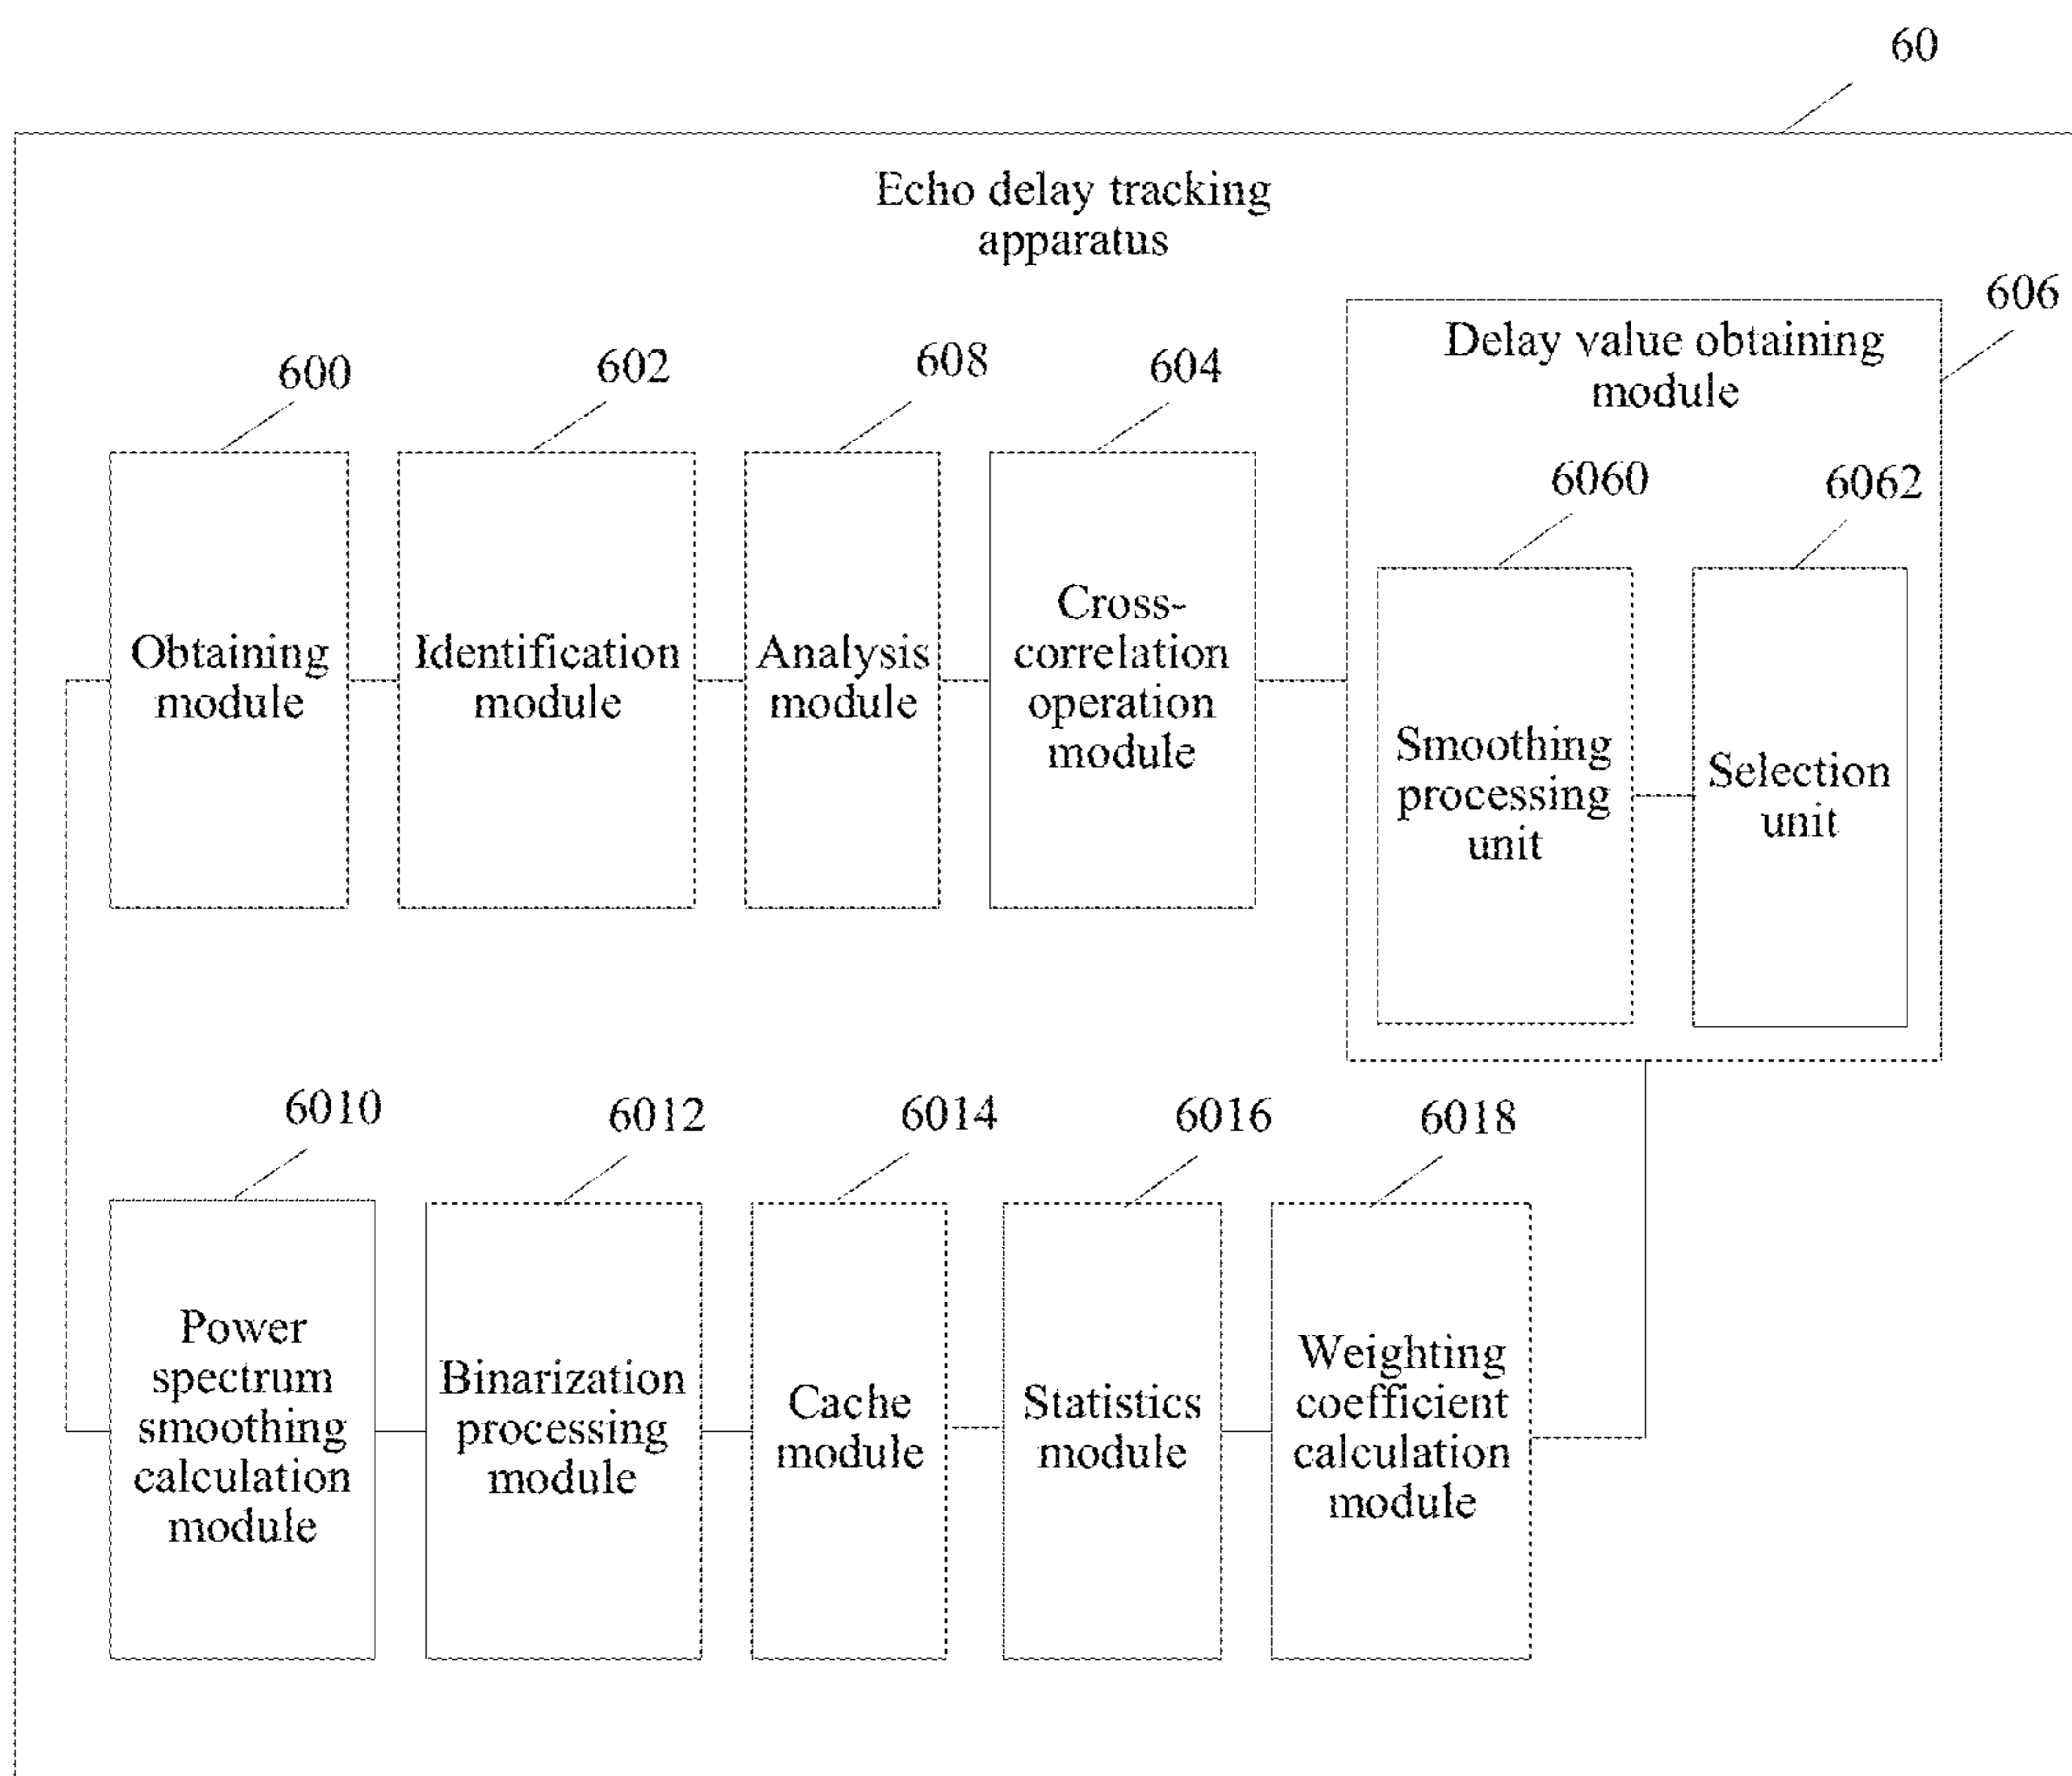 60
Echo delay tracking
apparatus
606
Delay value obtaining
module
600
602
608
604
6060
6062
Obtaining
module
Identification
module
Analysis
module
Cross-
correlation
operation
module
Smoothing
processing
unit
Selection
unit
6010
6012
6014
6016
6018
Power
spectrum
smoothing
calculation
module
Binarization
processing
module
Cache
module
Statistics
module
Weighting
coefficient
calculation
module